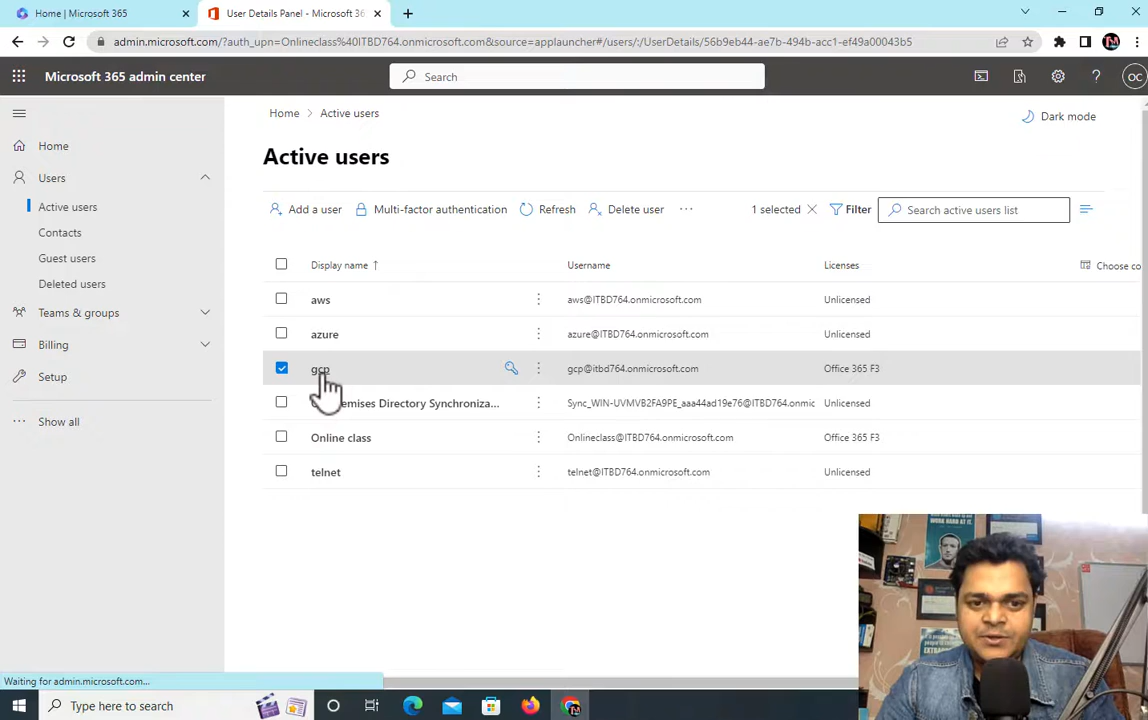 Home | Microsoft 365
User Details Panel - Microsoft 36
admin.microsoft.com/?auth_upn=Onlineclass%40ITBD764.onmicrosoft.com&source=applauncher#/users/:/UserDetails/56b9eb44-ae7b-494b-acc1-ef49a00043b5
Microsoft 365 admin center
Search
OC
Home
Users
Active users
Contacts
Guest users
Deleted users
Teams & groups
Billing
Setup
Show all
Home > Active users
Dark mode
Active users
Add a user
Multi-factor authentication
Refresh
Delete user
1 selected
Filter
Search active users list
Display name ↑
Username
Licenses
Choose co
aws
aws@ITBD764.onmicrosoft.com
Unlicensed
azure
azure@ITBD764.onmicrosoft.com
Unlicensed
gcp
gcp@itbd764.onmicrosoft.com
Office 365 F3
emises Directory Synchroniza...
Sync_WIN-UVMVB2FA9PE_aaa44ad19e76@ITBD764.onmic
Unlicensed
Online class
Onlineclass@ITBD764.onmicrosoft.com
Office 365 F3
telnet
telnet@ITBD764.onmicrosoft.com
Unlicensed
WORK HARD
Waiting for admin.microsoft.com...
Type here to search